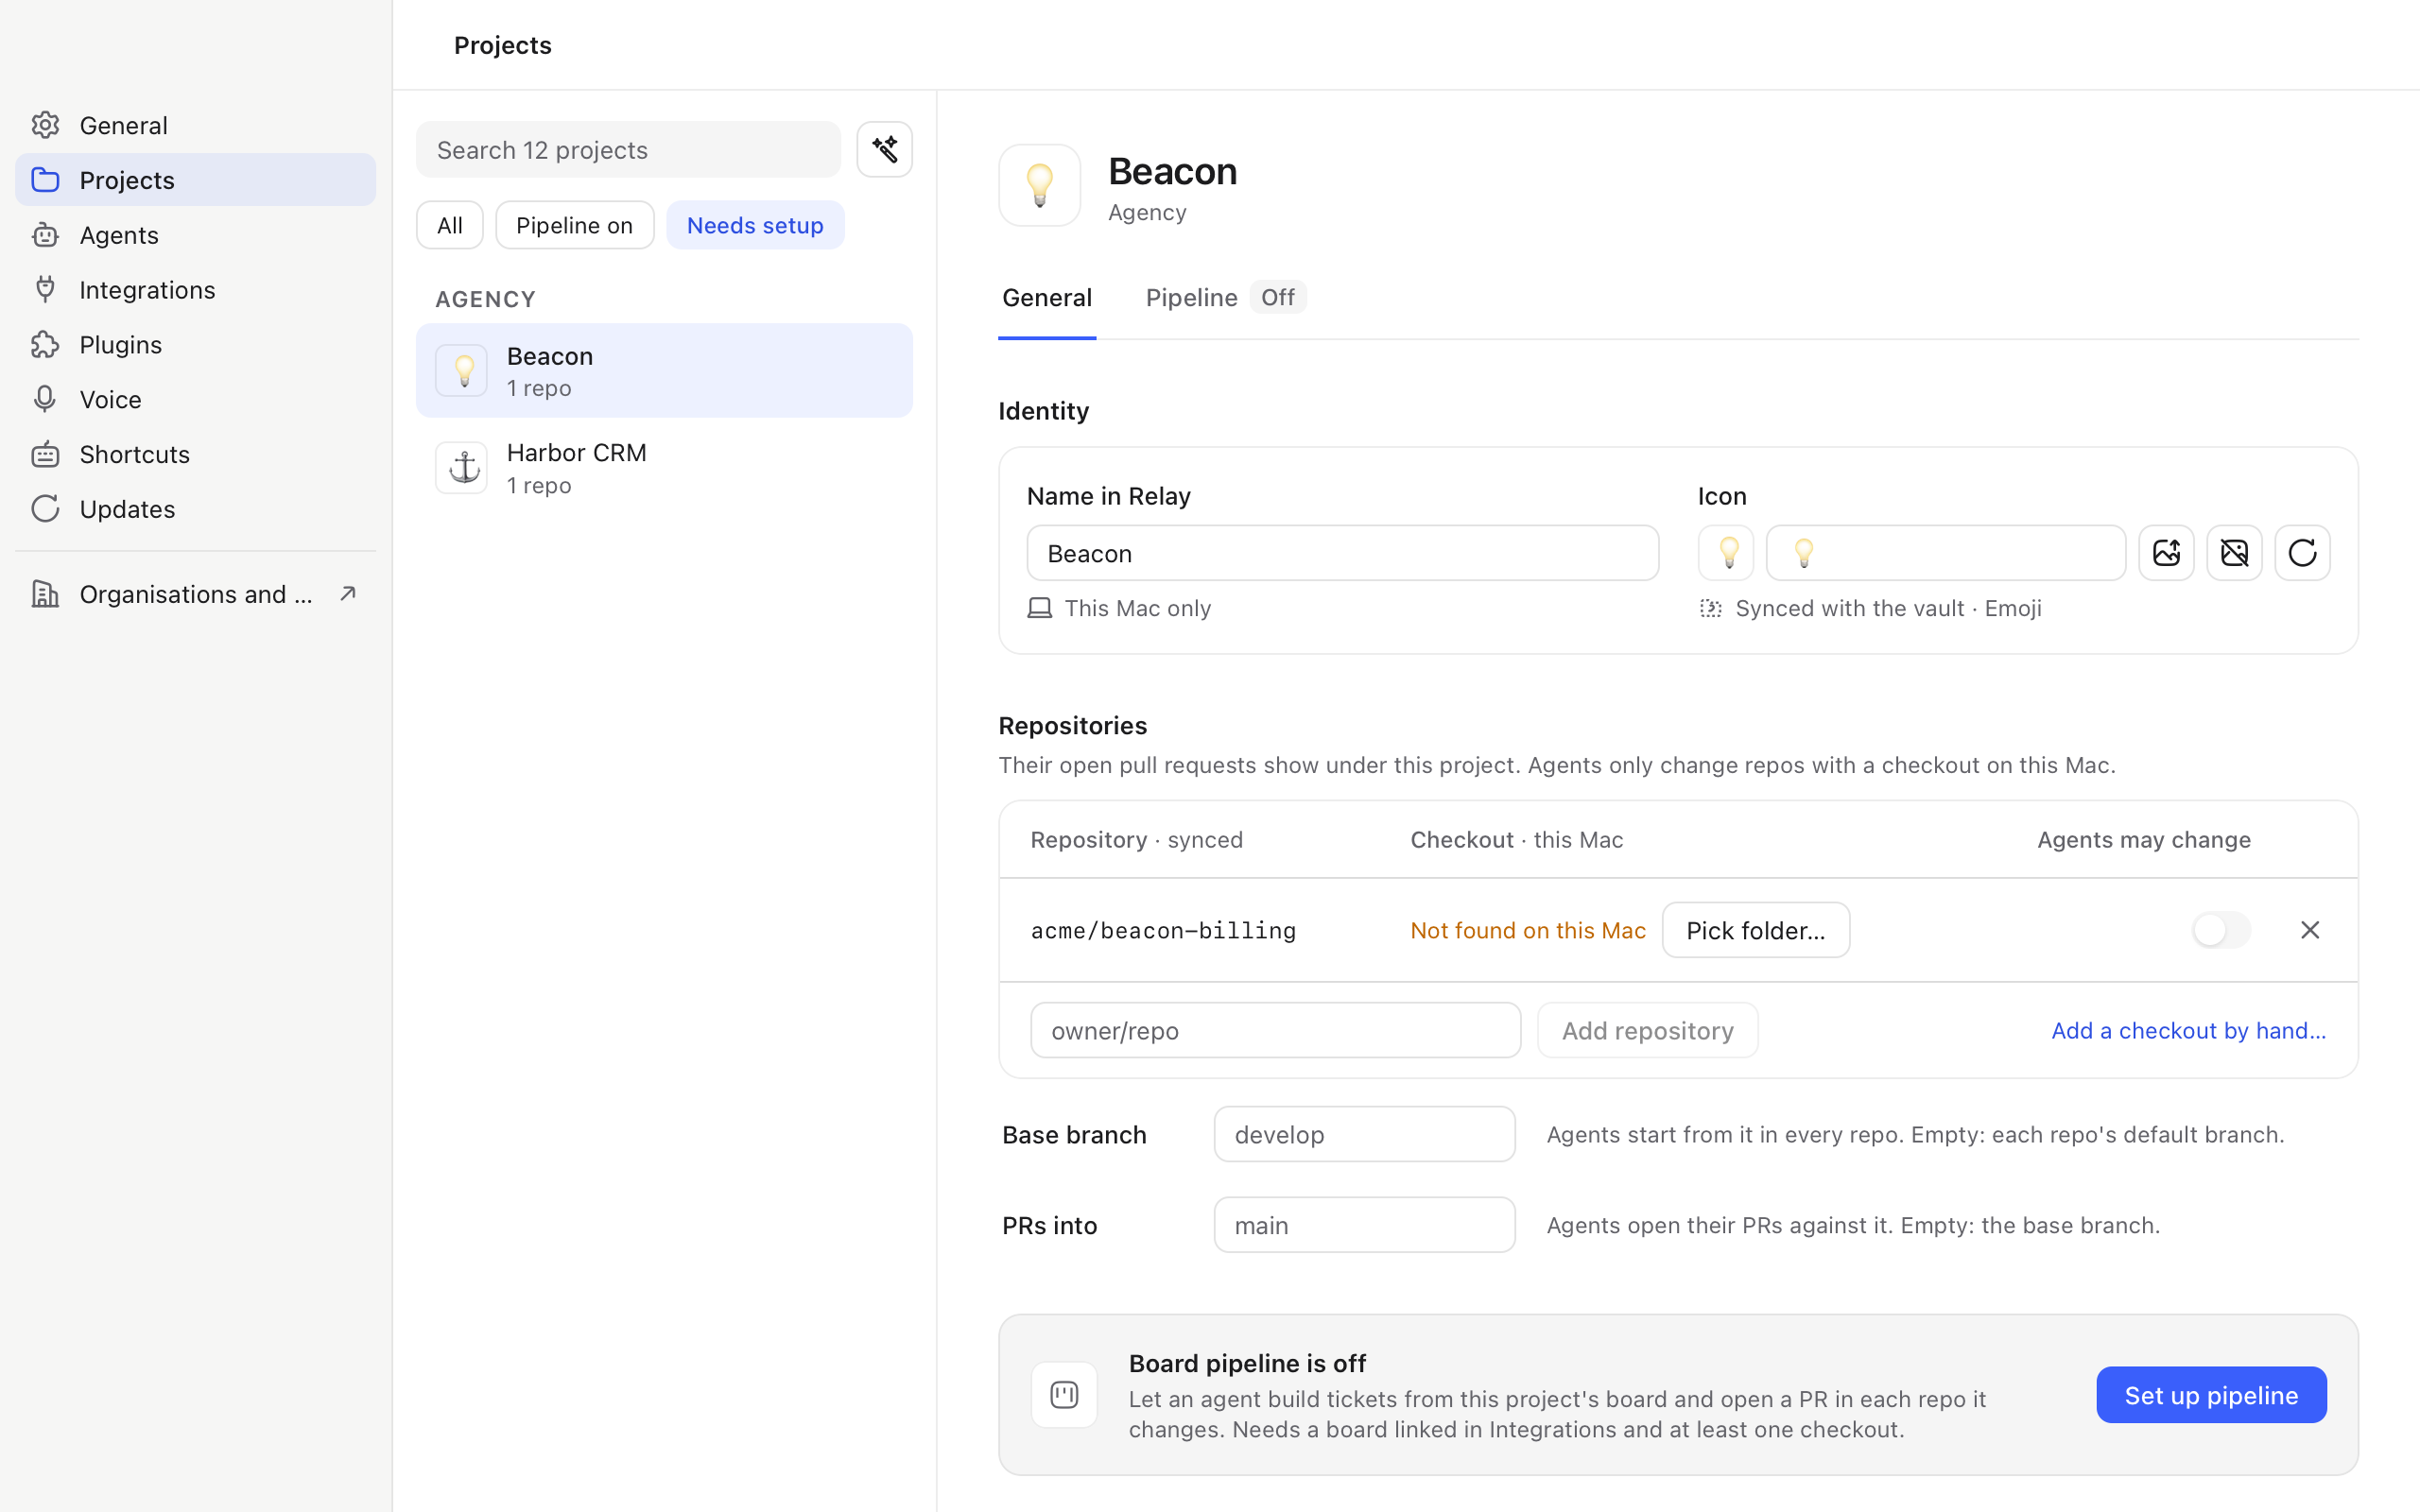 Projects
General
Projects
Agents
Integrations
Plugins
Voice
Shortcuts
Updates
Organisations and ...
Search 12 projects
All
Pipeline on
Needs setup
AGENCY
Beacon
1 repo
Harbor CRM
1 repo
Beacon
Agency
General
Pipeline Off
Identity
Name in Relay
Beacon
This Mac only
Icon
Synced with the vault · Emoji
Repositories
Their open pull requests show under this project. Agents only change repos with a checkout on this Mac.
Repository · synced Checkout · this Mac Agents may change
acme/beacon-billing Not found on this Mac Pick folder...
owner/repo Add repository Add a checkout by hand...
Base branch develop Agents start from it in every repo. Empty: each repo's default branch.
PRs into main Agents open their PRs against it. Empty: the base branch.
Board pipeline is off
Let an agent build tickets from this project's board and open a PR in each repo it
changes. Needs a board linked in Integrations and at least one checkout.
Set up pipeline